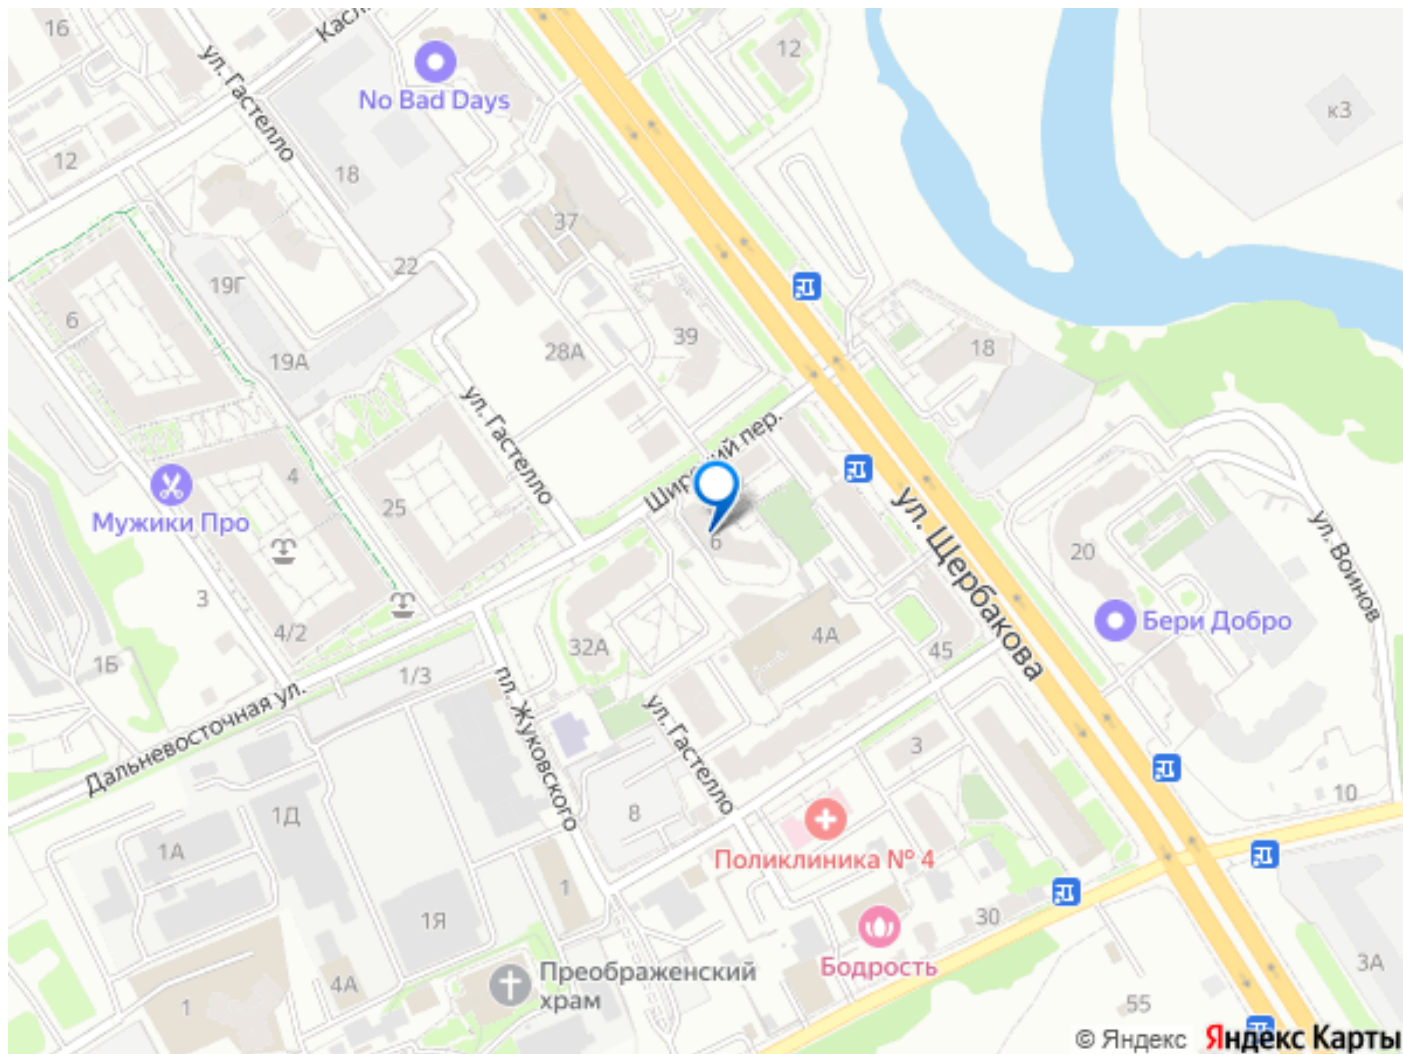 16
Касли
12
ул. Гастелло
No Bad Days
12
к3
18
37
22
19Г
6
19А
28А
39
18
ул. Гастелло
Широкий пер.
4
25
Мужики Про
6
ул. Щербакова
20
ул. Воинов
3
4/2
1Б
1/3
32А
4А
45
Бери Добро
Дальневосточная ул.
пл. Жуковского
ул. Гастелло
3
10
1Д
8
1А
Поликлиника № 4
1
1Я
30
Бодрость
Преображенский
храм
4А
1
3А
55
© Яндекс Яндекс Карты